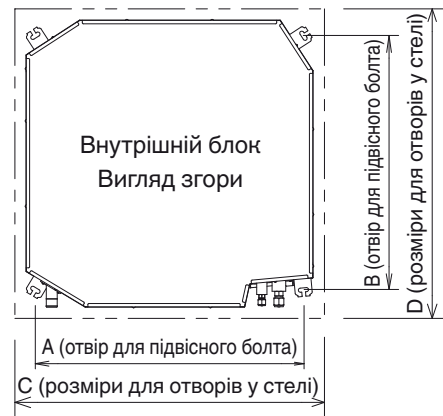 Внутрішній блок
Вигляд згори
B (отвір для підвісного болта)
D (розміри для отворів у стелі)
A (отвір для підвісного болта)
C (розміри для отворів у стелі)